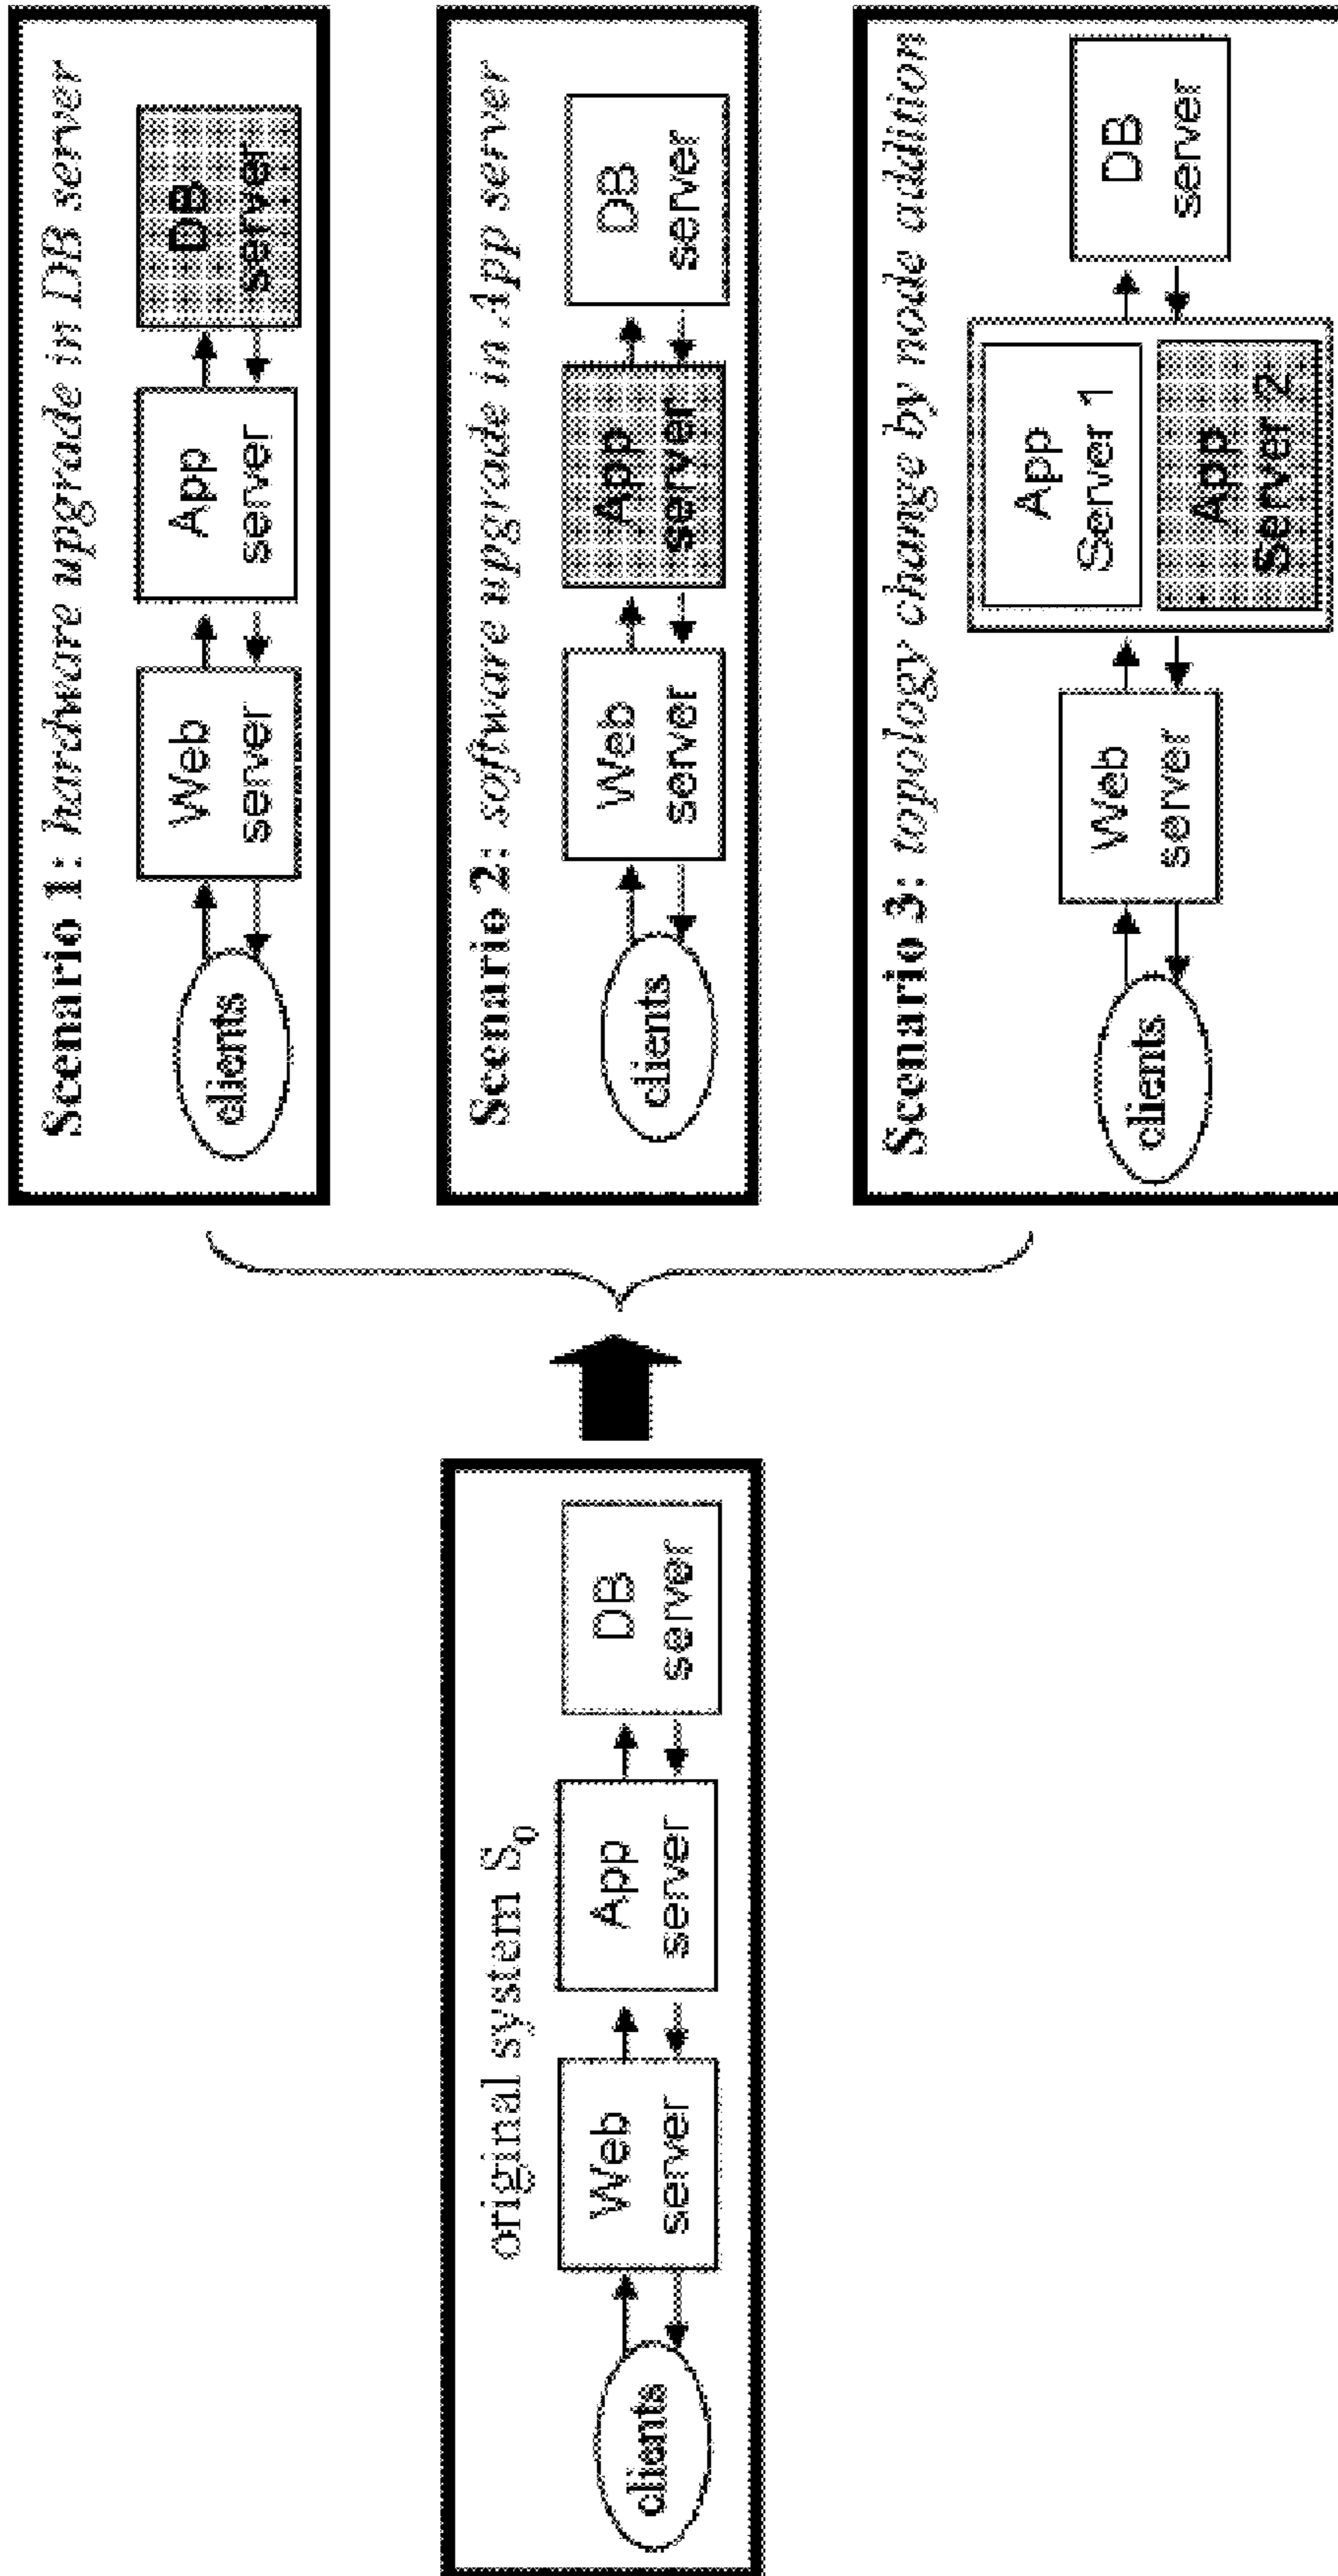 original system S₀
clients
Web
server
App
server
DB
server
Scenario 1: hardware upgrade in DB server
clients
Web
server
App
server
DB
server
Scenario 2: software upgrade in App server
clients
Web
server
App
server
DB
server
Scenario 3: topology change by node addition
clients
Web
server
App
Server 1
App
Server 2
DB
server